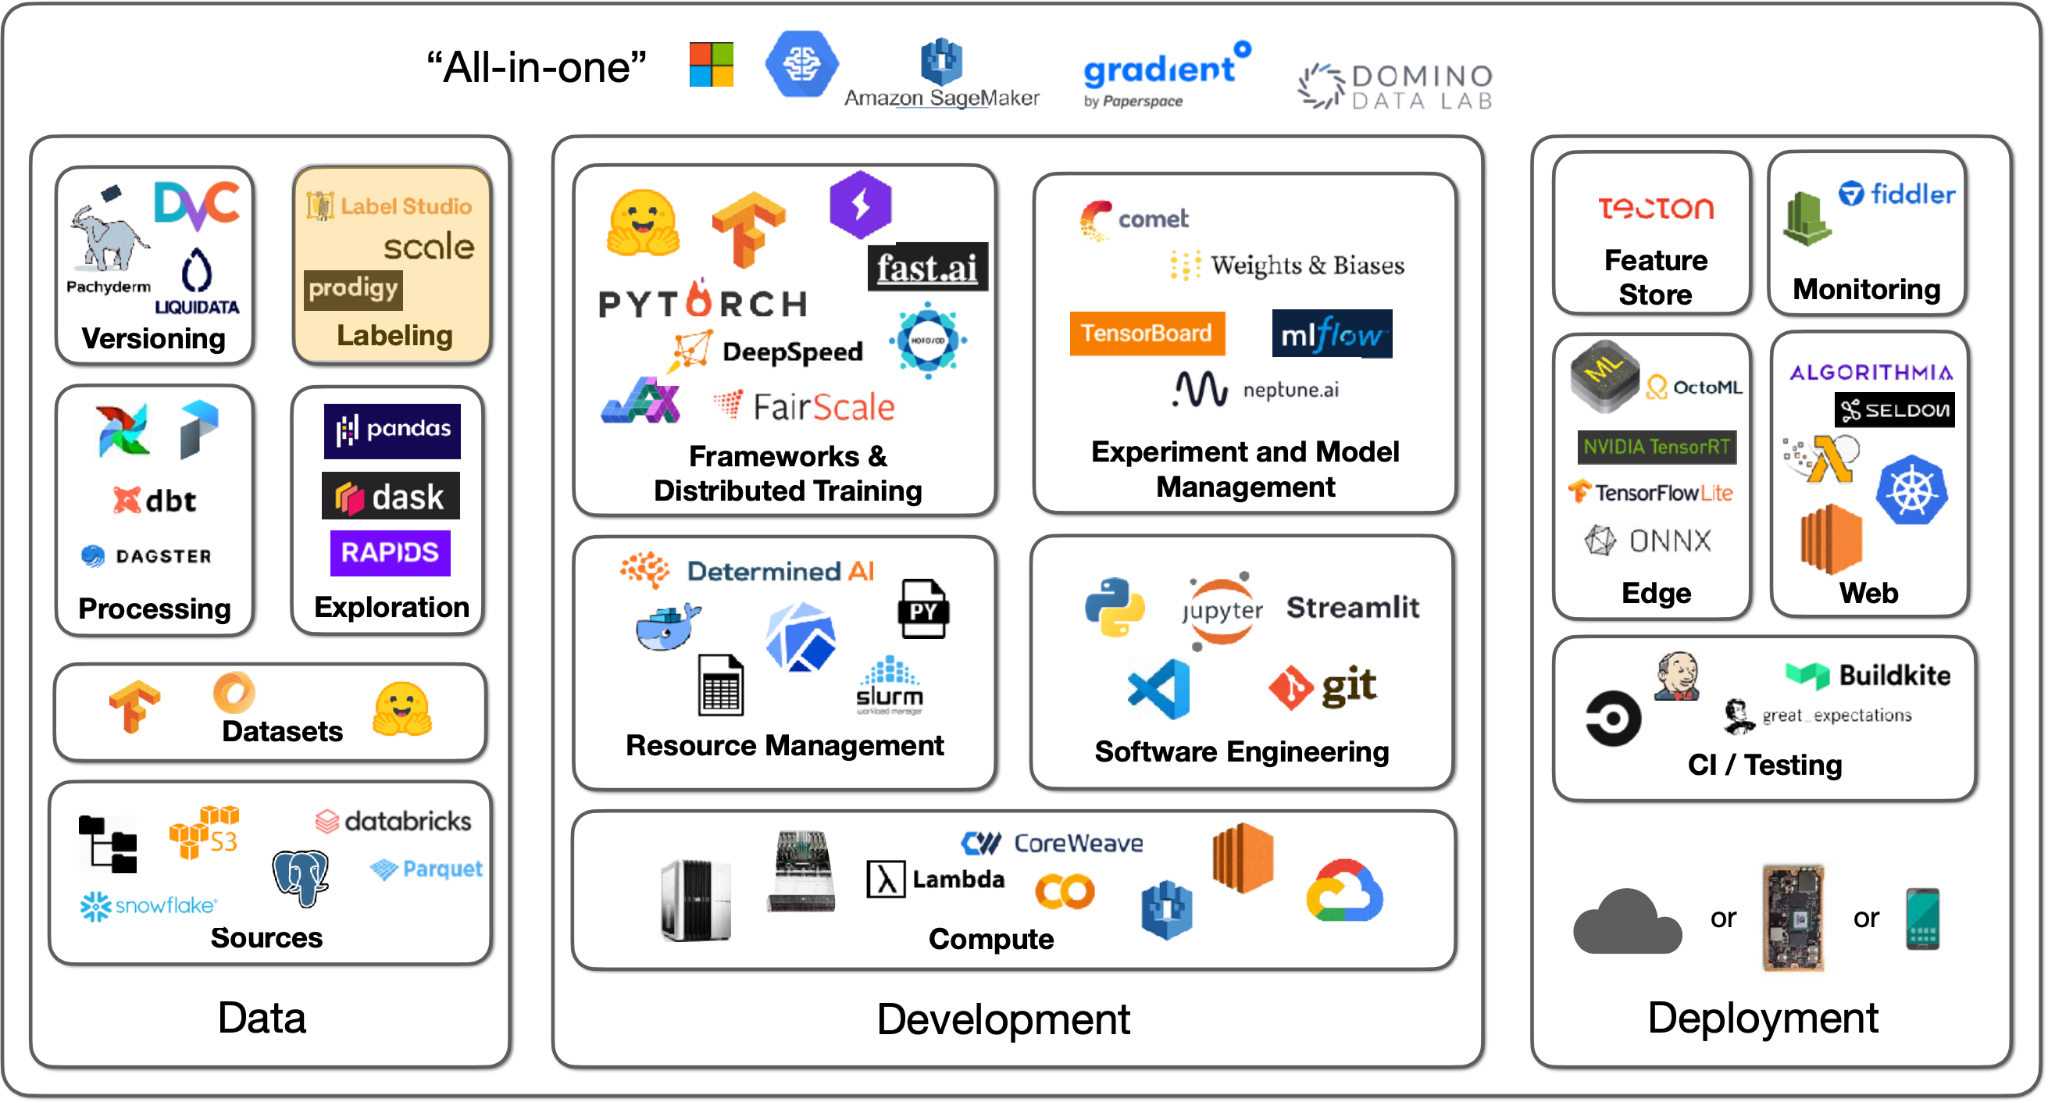 “All-in-one”
Amazon SageMaker
gradient
by Paperspace
DOMINO
DATA LAB
DVC
Pachyderm
LIQUIDATA
Versioning
Label Studio
scale
prodigy
Labeling
dbt
DAGSTER
Processing
pandas
dask
RAPIDS
Exploration
Datasets
S3
databricks
Parquet
snowflake
Sources
Data
fast.ai
PYTORCH
HOROVOD
DeepSpeed
JAX
FairScale
Frameworks &
Distributed Training
comet
Weights & Biases
TensorBoard
mlflow
neptune.ai
Experiment and Model
Management
Determined AI
PY
slurm
workload manager
Resource Management
jupyter
Streamlit
git
Software Engineering
CoreWeave
Lambda
Compute
Development
TECTON
Feature
Store
fiddler
Monitoring
ML
OctoML
NVIDIA TensorRT
TensorFlow Lite
ONNX
Edge
ALGORITHMIA
SELDON
Web
Buildkite
great_expectations
CI / Testing
or
or
Deployment